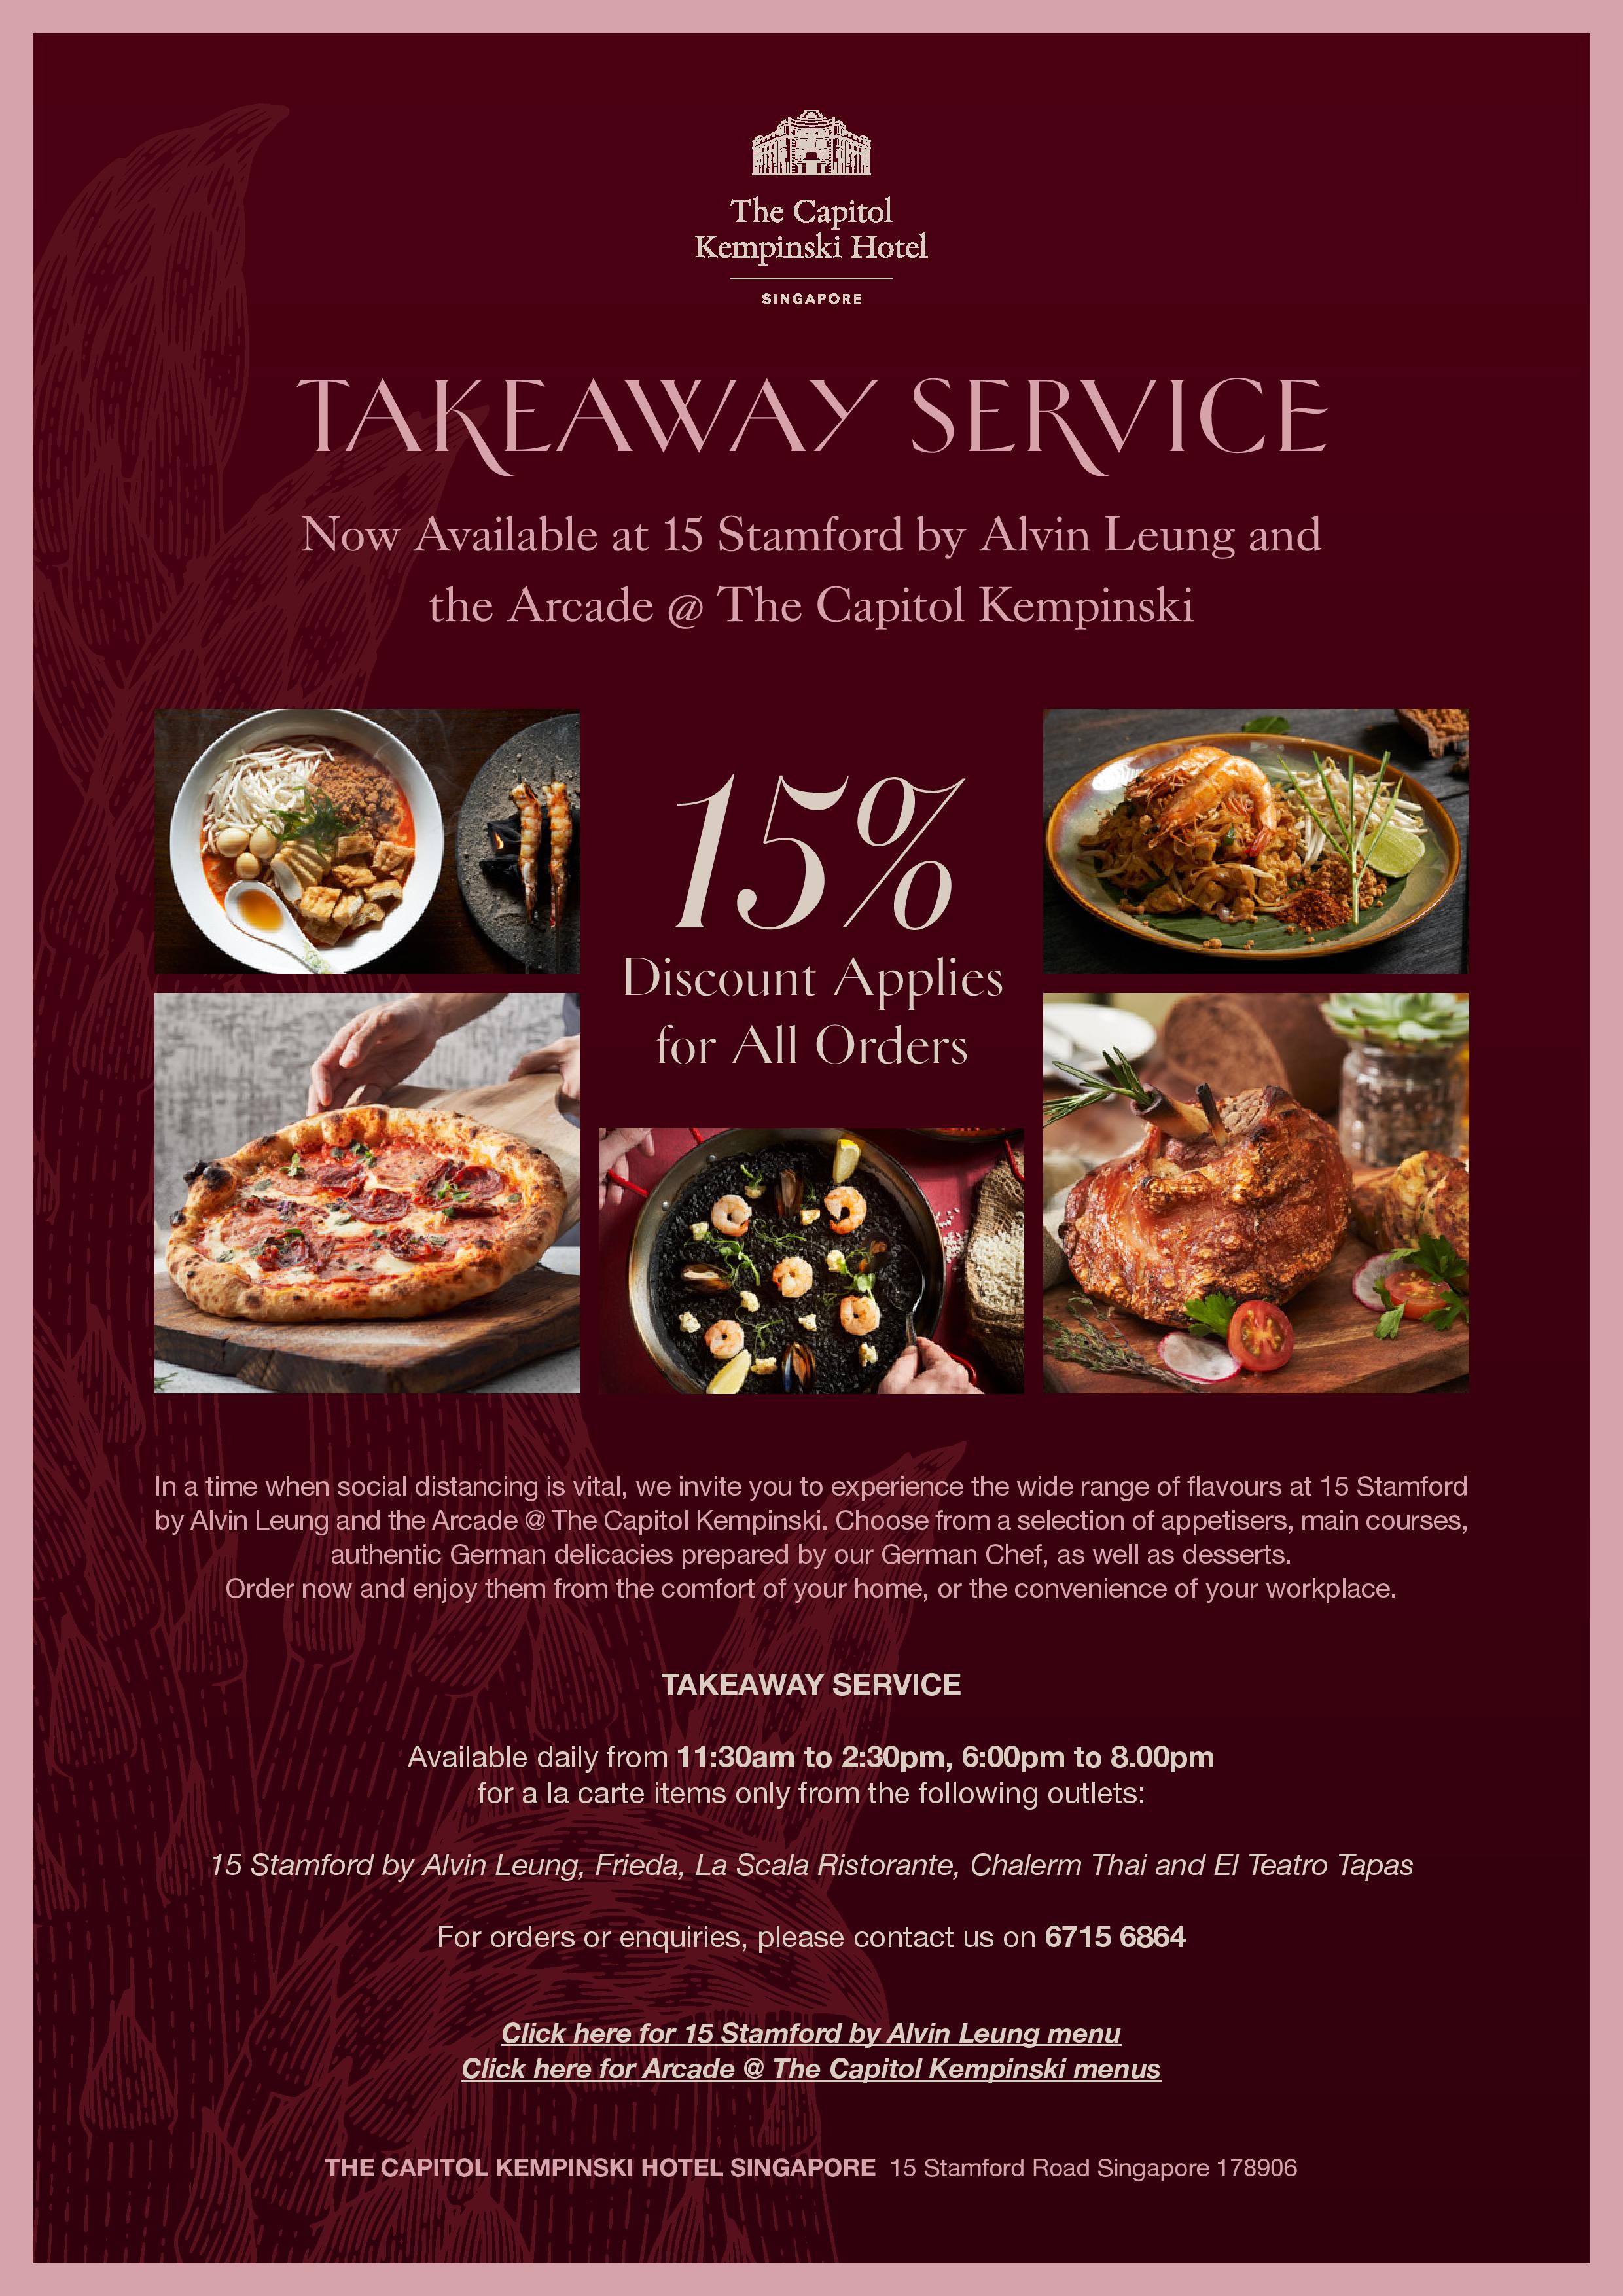 The Capitol
Kempinski Hotel
SINGAPORE
TAKEAWAY SERVICE
Now Available at 15 Stamford by Alvin Leung and
the Arcade @ The Capitol Kempinski
15%
Discount Applies
for All Orders
In a time when social distancing is vital, we invite you to experience the wide range of flavours at 15 Stamford
by Alvin Leung and the Arcade @ The Capitol Kempinski. Choose from a selection of appetisers, main courses,
authentic German delicacies prepared by our German Chef, as well as desserts.
Order now and enjoy them from the comfort of your home, or the convenience of your workplace.
TAKEAWAY SERVICE
Available daily from 11:30am to 2:30pm, 6:00pm to 8.00pm
for a la carte items only from the following outlets:
15 Stamford by Alvin Leung, Frieda, La Scala Ristorante, Chalerm Thai and El Teatro Tapas
For orders or enquiries, please contact us on 6715 6864
Click here for 15 Stamford by Alvin Leung menu
Click here for Arcade @ The Capitol Kempinski menus
THE CAPITOL KEMPINSKI HOTEL SINGAPORE 15 Stamford Road Singapore 178906